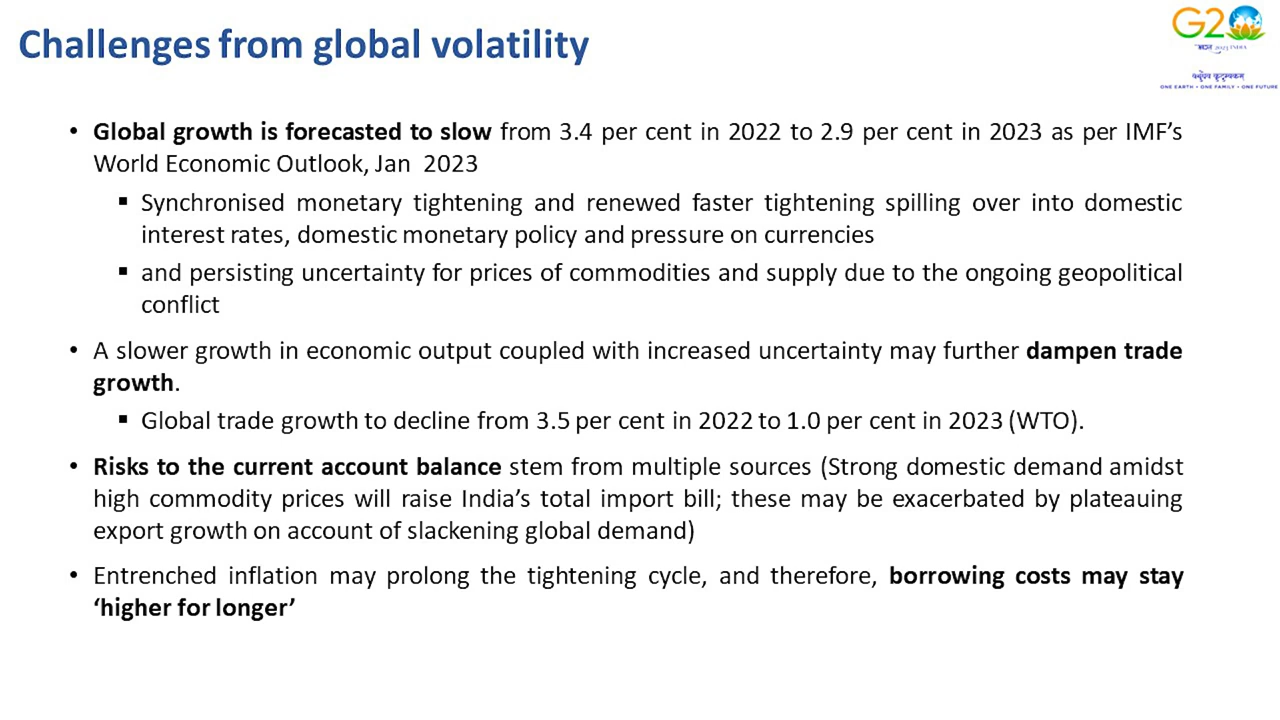 Challenges from global volatility
G20
भारत 2023 INDIA
वसुधैव कुटुम्बकम्
ONE EARTH • ONE FAMILY • ONE FUTURE
• Global growth is forecasted to slow from 3.4 per cent in 2022 to 2.9 per cent in 2023 as per IMF’s
World Economic Outlook, Jan 2023
▪ Synchronised monetary tightening and renewed faster tightening spilling over into domestic
interest rates, domestic monetary policy and pressure on currencies
▪ and persisting uncertainty for prices of commodities and supply due to the ongoing geopolitical
conflict
• A slower growth in economic output coupled with increased uncertainty may further dampen trade
growth.
▪ Global trade growth to decline from 3.5 per cent in 2022 to 1.0 per cent in 2023 (WTO).
• Risks to the current account balance stem from multiple sources (Strong domestic demand amidst
high commodity prices will raise India’s total import bill; these may be exacerbated by plateauing
export growth on account of slackening global demand)
• Entrenched inflation may prolong the tightening cycle, and therefore, borrowing costs may stay
‘higher for longer’